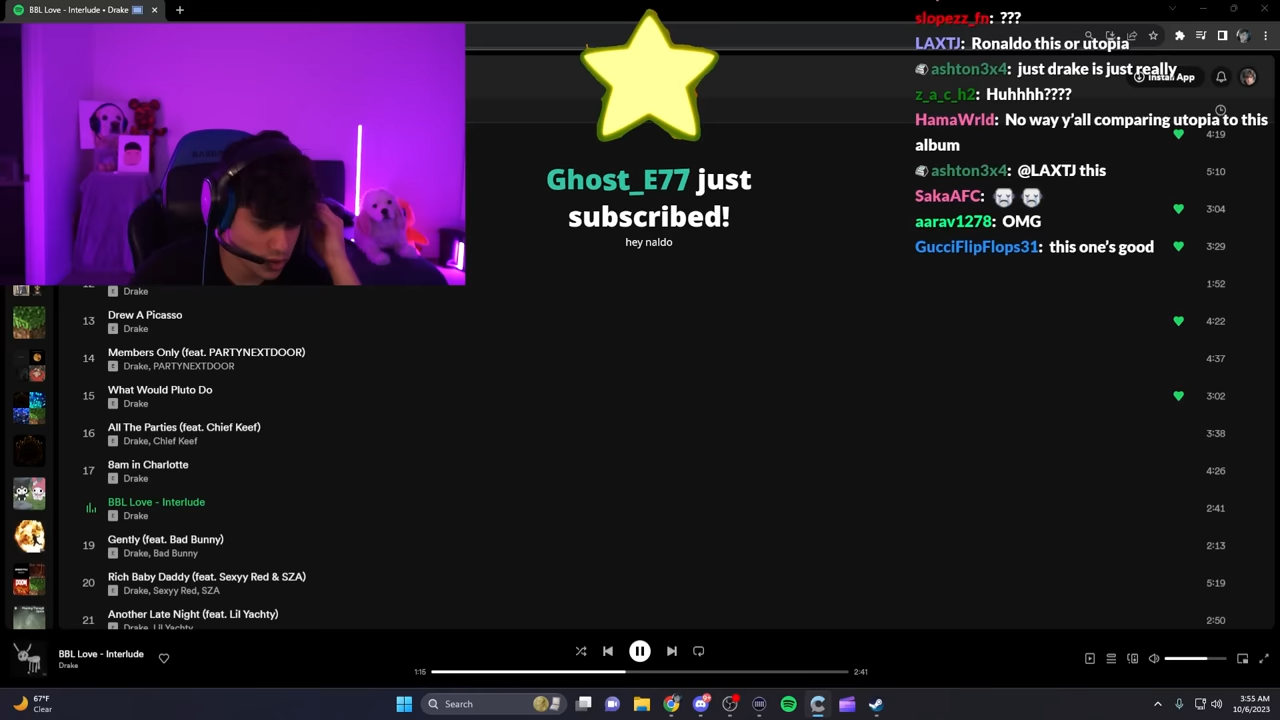 BBL Love - Interlude • Drake
slopezz_fn: ???
LAXTJ: Ronaldo this or utopia
ashton3x4: just drake is just really
Install App
z_a_c_h2: Huhhhh????
HamaWrld: No way y'all comparing utopia to this
album
4:19
ashton3x4: @LAXTJ this
5:10
SakaAFC:
3:04
aarav1278: OMG
GucciFlipFlops31: this one's good
3:29
Ghost_E77 just
subscribed!
hey naldo
1:52
E Drake
13 Drew A Picasso 4:22
E Drake
14 Members Only (feat. PARTYNEXTDOOR) 4:37
E Drake, PARTYNEXTDOOR
15 What Would Pluto Do 3:02
E Drake
16 All The Parties (feat. Chief Keef) 3:38
E Drake, Chief Keef
17 8am in Charlotte 4:26
E Drake
BBL Love - Interlude 2:41
E Drake
19 Gently (feat. Bad Bunny) 2:13
E Drake, Bad Bunny
20 Rich Baby Daddy (feat. Sexyy Red & SZA) 5:19
E Drake, Sexyy Red, SZA
21 Another Late Night (feat. Lil Yachty) 2:50
E Drake, Lil Yachty
BBL Love - Interlude
Drake
1:15 2:41
67°F
Clear
Search
3:55 AM
10/6/2023